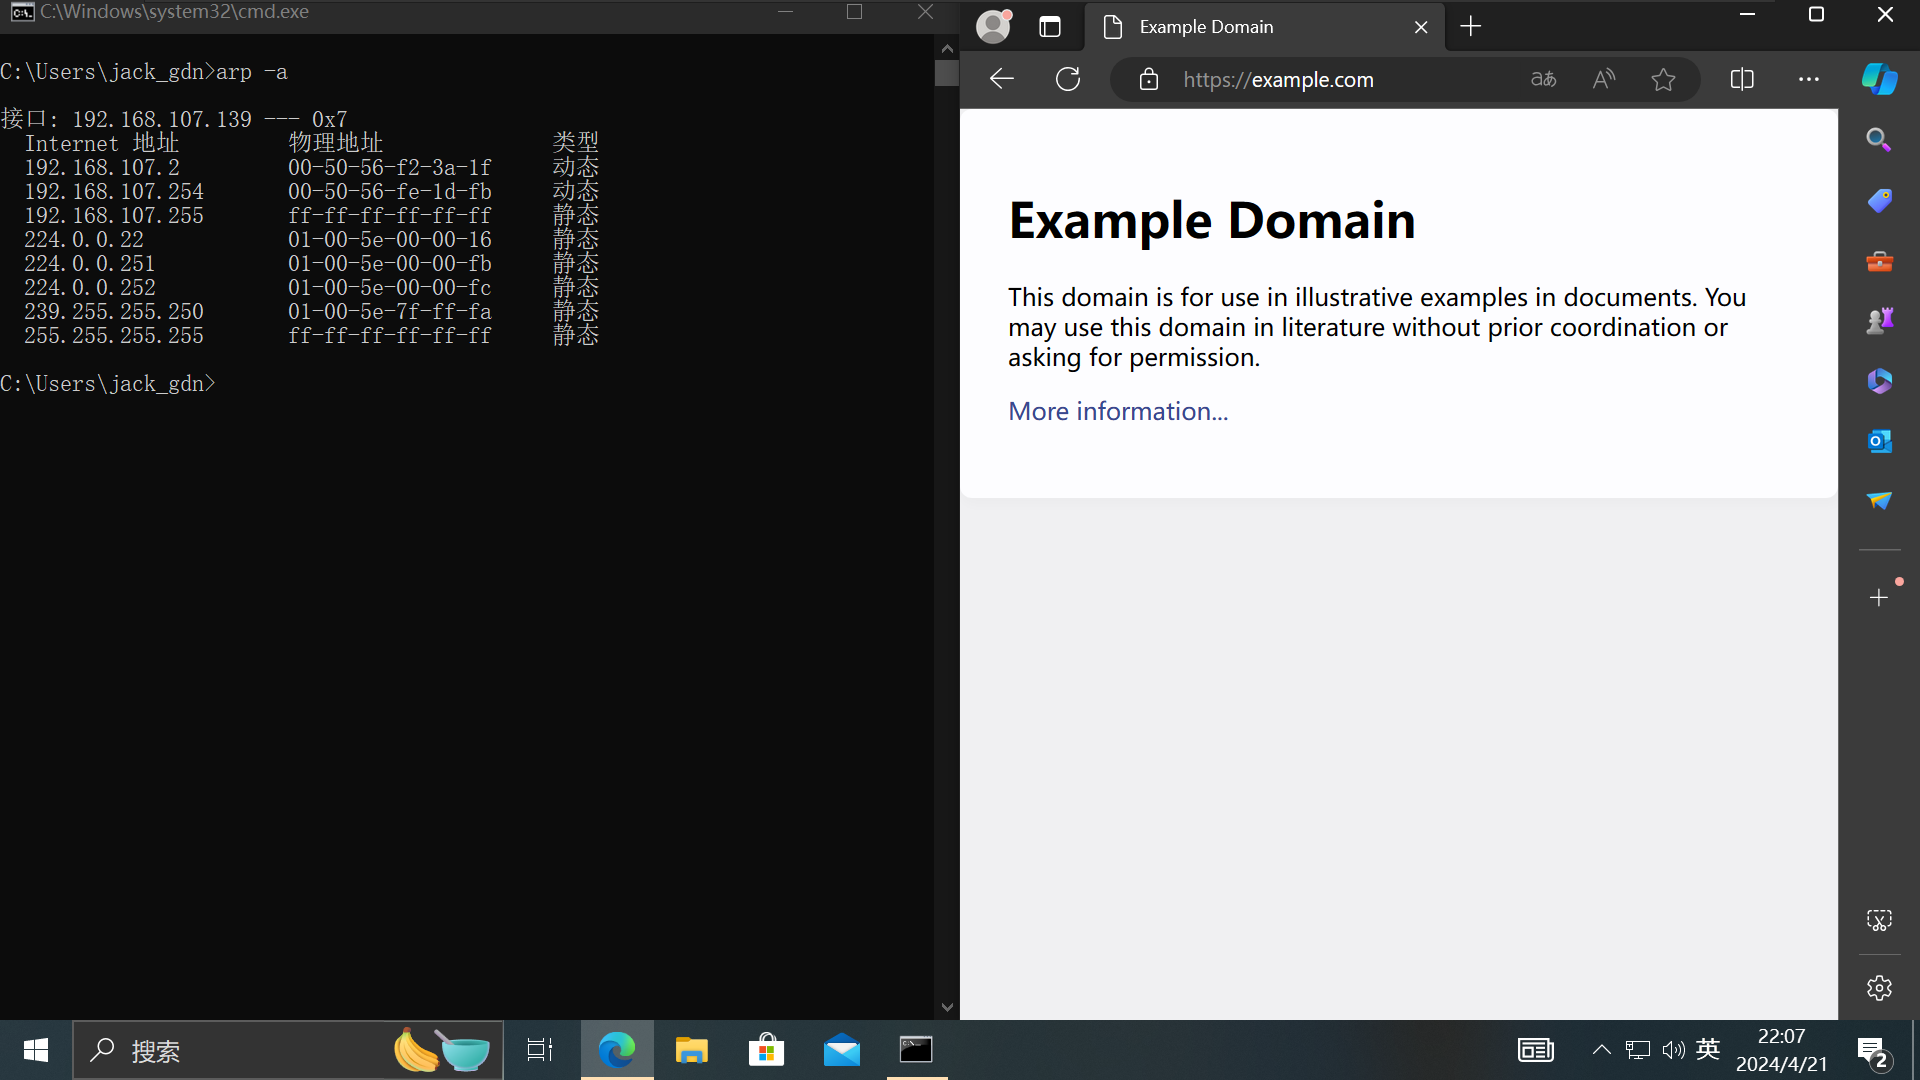 C:\Windows\system32\cmd.exe
C:\Users\jack_gdn>arp -a
接口: 192.168.107.139 --- 0x7
Internet 地址 物理地址 类型
192.168.107.2 00-50-56-f2-3a-1f 动态
192.168.107.254 00-50-56-fe-1d-fb 动态
192.168.107.255 ff-ff-ff-ff-ff-ff 静态
224.0.0.22 01-00-5e-00-00-16 静态
224.0.0.251 01-00-5e-00-00-fb 静态
224.0.0.252 01-00-5e-00-00-fc 静态
239.255.255.250 01-00-5e-7f-ff-fa 静态
255.255.255.255 ff-ff-ff-ff-ff-ff 静态
C:\Users\jack_gdn>
Example Domain
https://example.com
Example Domain
This domain is for use in illustrative examples in documents. You
may use this domain in literature without prior coordination or
asking for permission.
More information...
搜索
英
22:07
2024/4/21
2